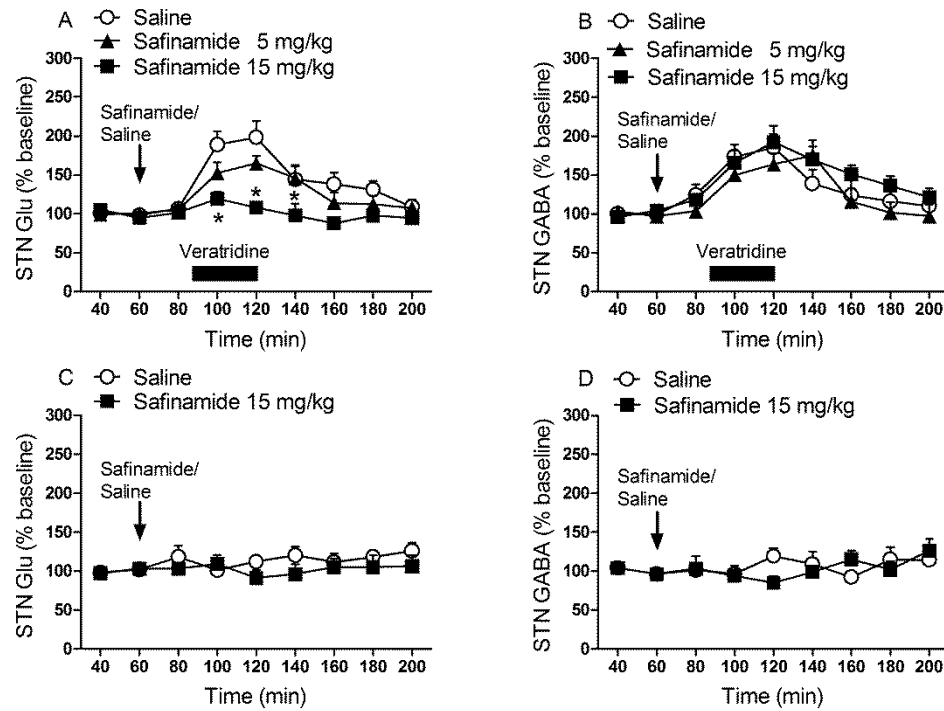 A
Saline
Safinamide 5 mg/kg
Safinamide 15 mg/kg
STN Glu (% baseline)
300
250
200
150
100
50
0
Safinamide/
Saline
*
*
*
Veratridine
40 60 80 100 120 140 160 180 200
Time (min)
B
Saline
Safinamide 5 mg/kg
Safinamide 15 mg/kg
STN GABA (% baseline)
300
250
200
150
100
50
0
Safinamide/
Saline
Veratridine
40 60 80 100 120 140 160 180 200
Time (min)
C
Saline
Safinamide 15 mg/kg
STN Glu (% baseline)
300
250
200
150
100
50
0
Safinamide/
Saline
40 60 80 100 120 140 160 180 200
Time (min)
D
Saline
Safinamide 15 mg/kg
STN GABA (% baseline)
300
250
200
150
100
50
0
Safinamide/
Saline
40 60 80 100 120 140 160 180 200
Time (min)